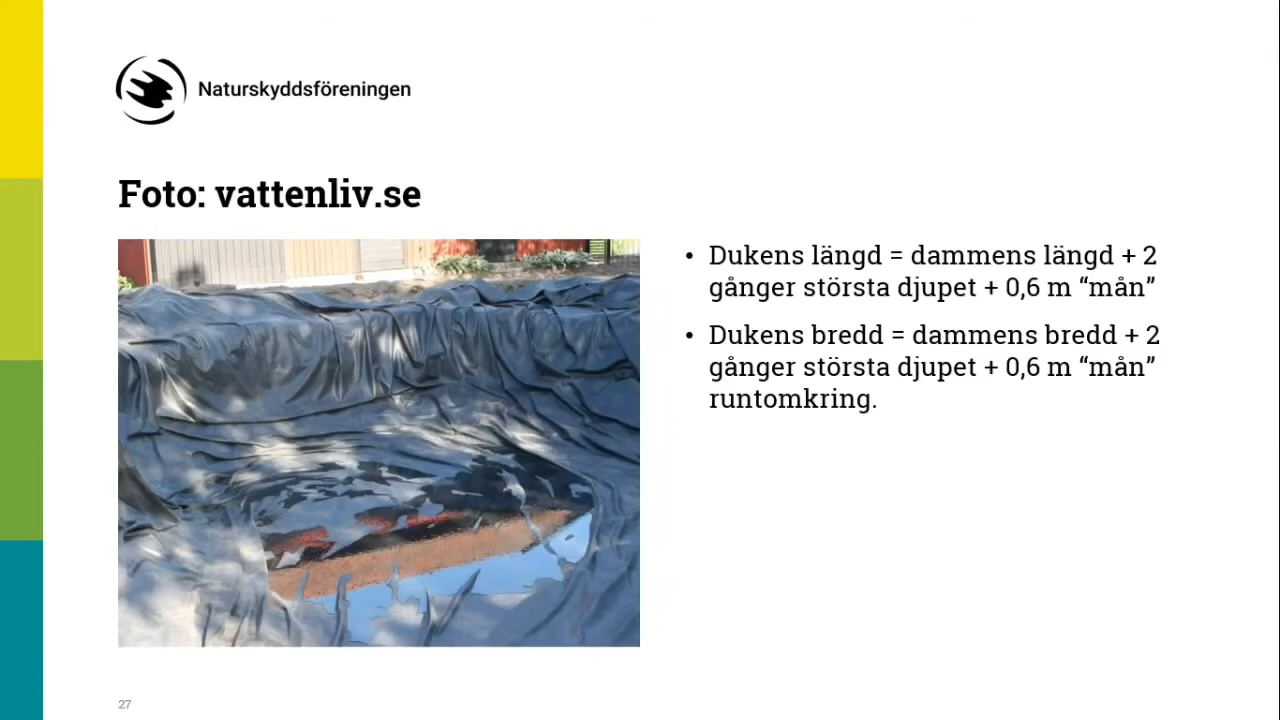 Naturskyddsföreningen
Foto: vattenliv.se
• Dukens längd = dammens längd + 2
gånger största djupet + 0,6 m “mån”
• Dukens bredd = dammens bredd + 2
gånger största djupet + 0,6 m “mån”
runtomkring.
27